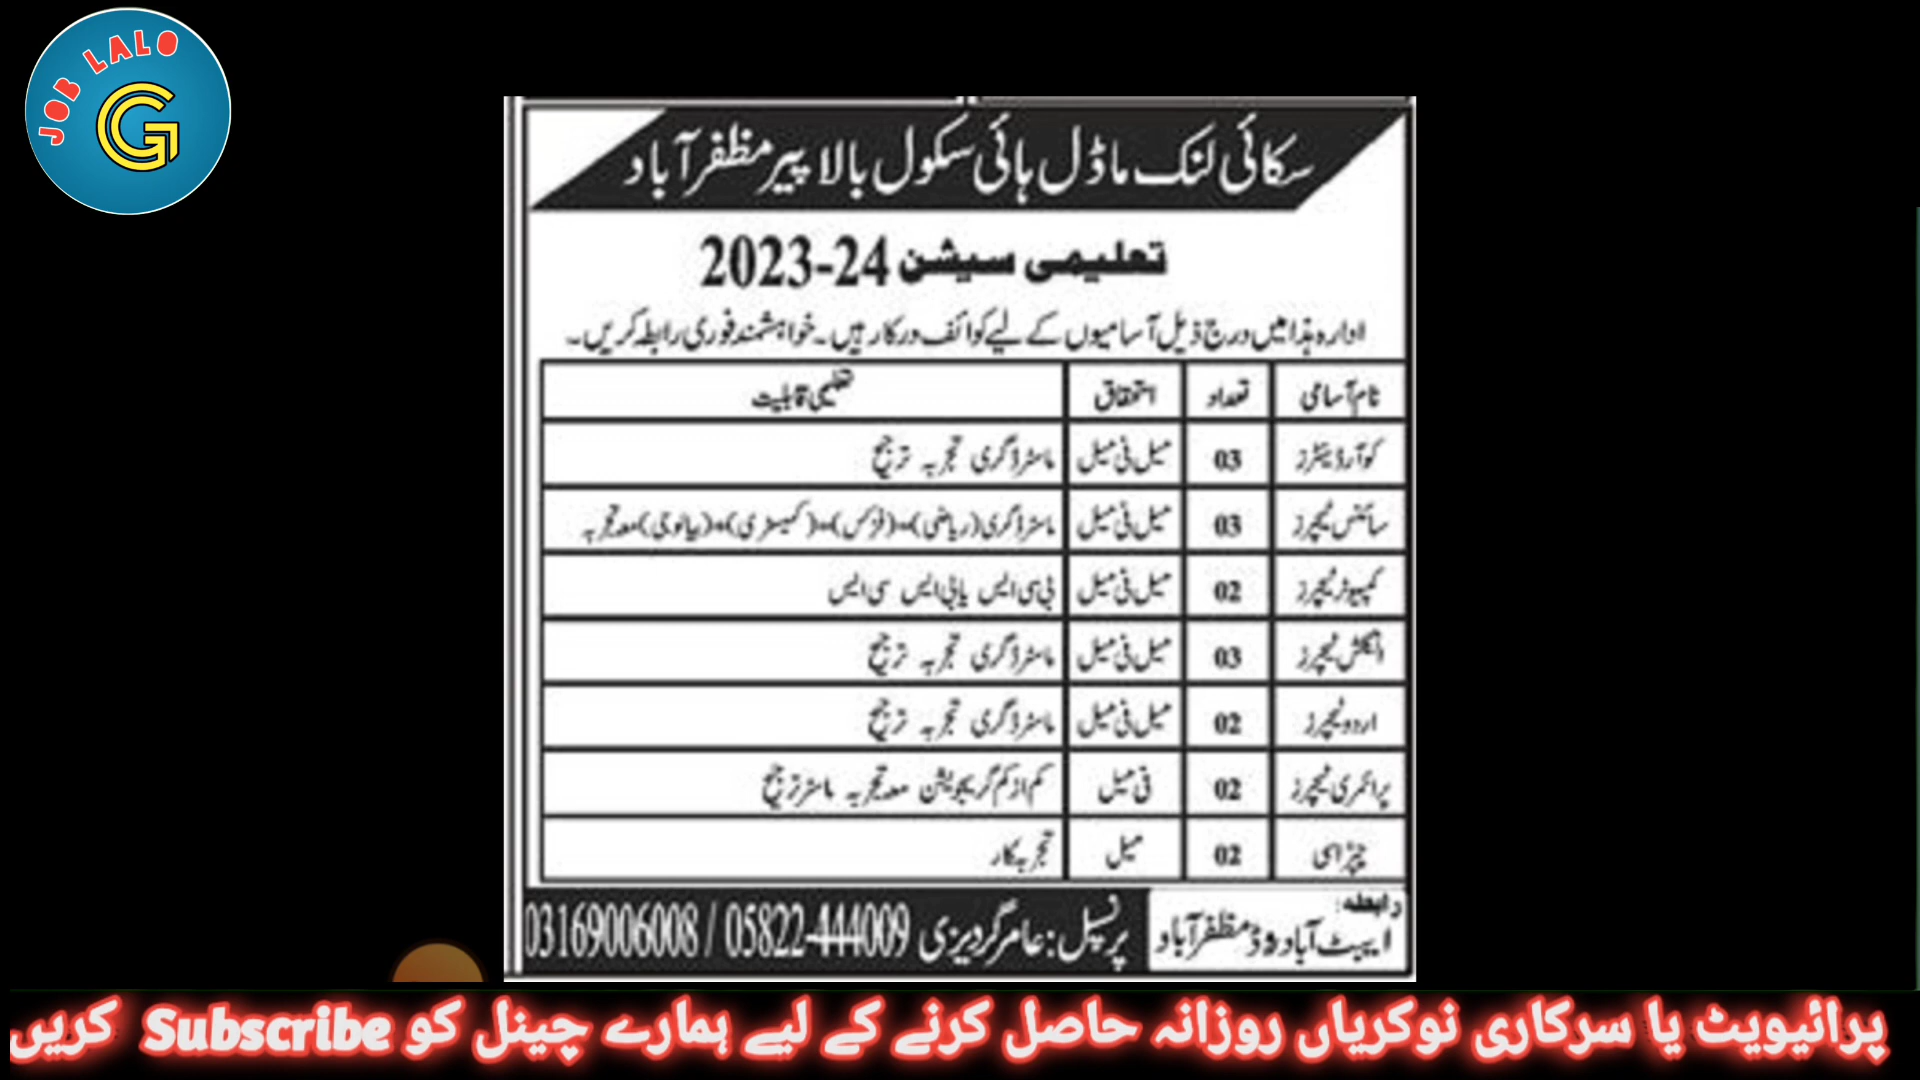 JOB LALO
G
سکائی لنک ماڈل ہائی سکول بالا پیر مظفرآباد
تعلیمی سیشن 2023-24
ادارہ ہذا میں درج ذیل آسامیوں کے لیے کوائف درکار ہیں۔ خواہشمند فوری رابطہ کریں۔
نام آسامی تعداد استحقاق تعلیمی قابلیت
کوآرڈینیٹرز 03 میل فی میل ماسٹر ڈگری تجربہ ترجیح
سائنس ٹیچرز 03 میل فی میل ماسٹر ڈگری (ریاضی)، (فزکس)، (کیمسٹری)، (بیالوجی) معہ تجربہ
کمپیوٹر ٹیچرز 02 میل فی میل بی سی ایس یا بی ایس سی ایس
انگلش ٹیچرز 03 میل فی میل ماسٹر ڈگری تجربہ ترجیح
اردو ٹیچرز 02 میل فی میل ماسٹر ڈگری تجربہ ترجیح
پرائمری ٹیچرز 02 فی میل کم از کم گریجویشن معہ تجربہ ماسٹر ترجیح
چپڑاسی 02 میل تجربہ کار
رابطہ:
ایبٹ آباد روڈ مظفرآباد
پرنسپل: عامر گردیزی 05822-444009 / 03169006008
پرائیویٹ یا سرکاری نوکریاں روزانہ حاصل کرنے کے لیے ہمارے چینل کو Subscribe کریں